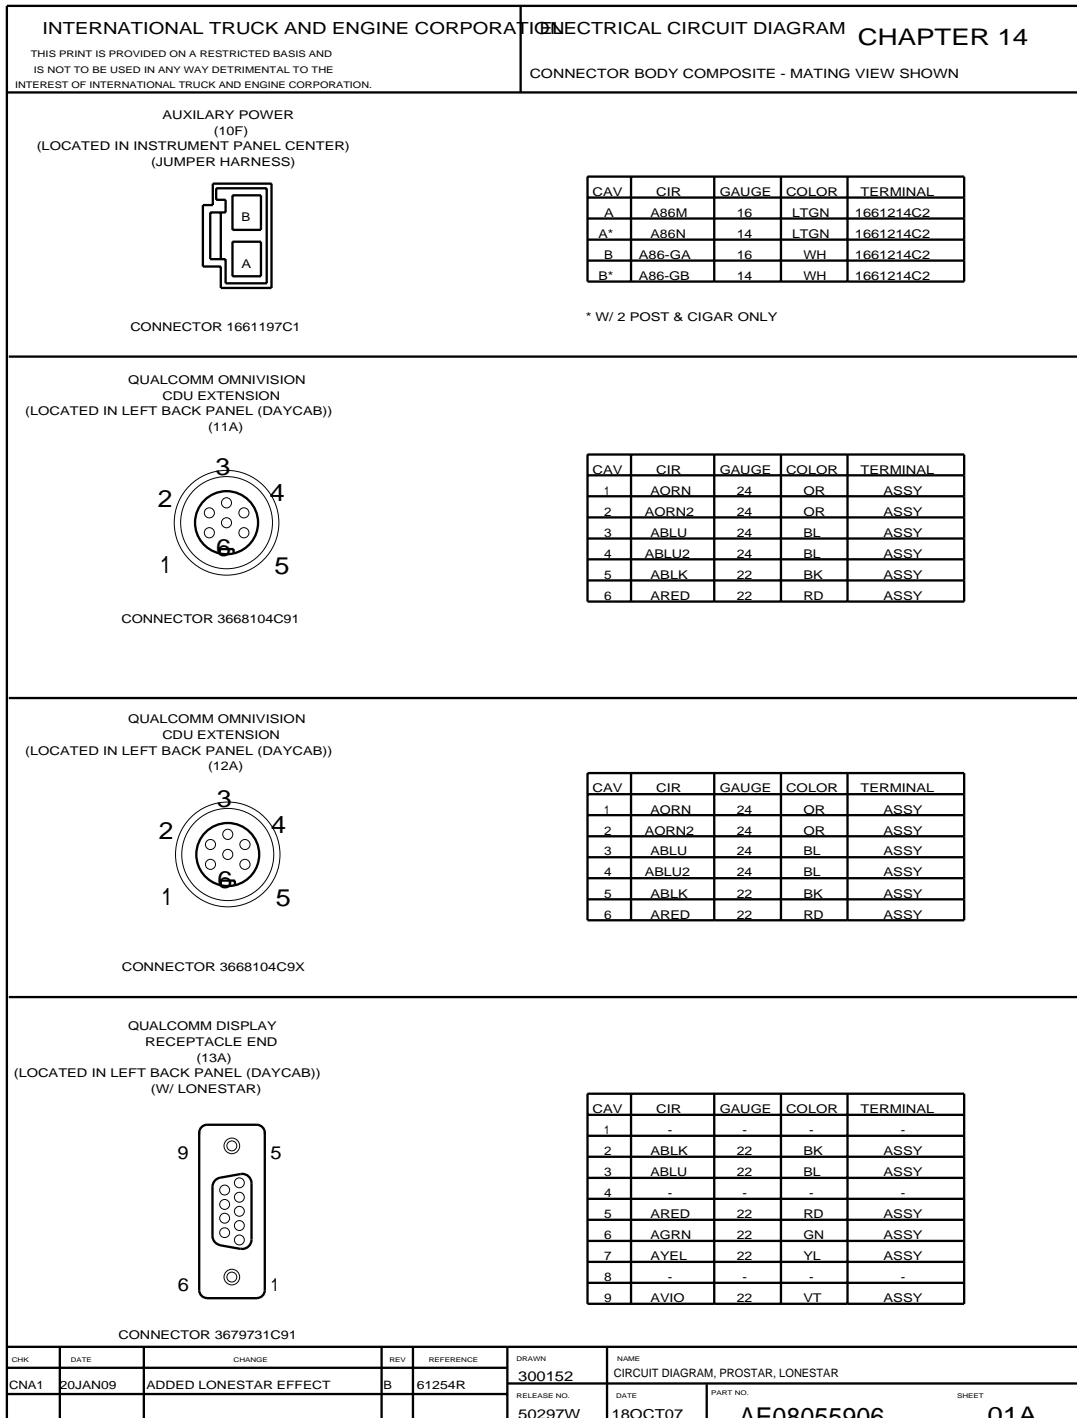 INTERNATIONAL TRUCK AND ENGINE CORPORATION
THIS PRINT IS PROVIDED ON A RESTRICTED BASIS AND
IS NOT TO BE USED IN ANY WAY DETRIMENTAL TO THE
INTEREST OF INTERNATIONAL TRUCK AND ENGINE CORPORATION.
ELECTRICAL CIRCUIT DIAGRAM CHAPTER 14
CONNECTOR BODY COMPOSITE - MATING VIEW SHOWN
AUXILARY POWER
(10F)
(LOCATED IN INSTRUMENT PANEL CENTER)
(JUMPER HARNESS)
B
A
CONNECTOR 1661197C1
CAV CIR GAUGE COLOR TERMINAL
A A86M 16 LTGN 1661214C2
A* A86N 14 LTGN 1661214C2
B A86-GA 16 WH 1661214C2
B* A86-GB 14 WH 1661214C2
* W/ 2 POST & CIGAR ONLY
QUALCOMM OMNIVISION
CDU EXTENSION
(LOCATED IN LEFT BACK PANEL (DAYCAB))
(11A)
3
2 4
6
1 5
CONNECTOR 3668104C91
CAV CIR GAUGE COLOR TERMINAL
1 AORN 24 OR ASSY
2 AORN2 24 OR ASSY
3 ABLU 24 BL ASSY
4 ABLU2 24 BL ASSY
5 ABLK 22 BK ASSY
6 ARED 22 RD ASSY
QUALCOMM OMNIVISION
CDU EXTENSION
(LOCATED IN LEFT BACK PANEL (DAYCAB))
(12A)
3
2 4
6
1 5
CONNECTOR 3668104C9X
CAV CIR GAUGE COLOR TERMINAL
1 AORN 24 OR ASSY
2 AORN2 24 OR ASSY
3 ABLU 24 BL ASSY
4 ABLU2 24 BL ASSY
5 ABLK 22 BK ASSY
6 ARED 22 RD ASSY
QUALCOMM DISPLAY
RECEPTACLE END
(13A)
(LOCATED IN LEFT BACK PANEL (DAYCAB))
(W/ LONESTAR)
9 5
6 1
CONNECTOR 3679731C91
CAV CIR GAUGE COLOR TERMINAL
1 - - - -
2 ABLK 22 BK ASSY
3 ABLU 22 BL ASSY
4 - - - -
5 ARED 22 RD ASSY
6 AGRN 22 GN ASSY
7 AYEL 22 YL ASSY
8 - - - -
9 AVIO 22 VT ASSY
CHK DATE CHANGE REV REFERENCE
CNA1 20JAN09 ADDED LONESTAR EFFECT B 61254R
DRAWN
300152
NAME
CIRCUIT DIAGRAM, PROSTAR, LONESTAR
RELEASE NO.
50297W
DATE
18OCT07
PART NO.
AE08055906
SHEET
01A